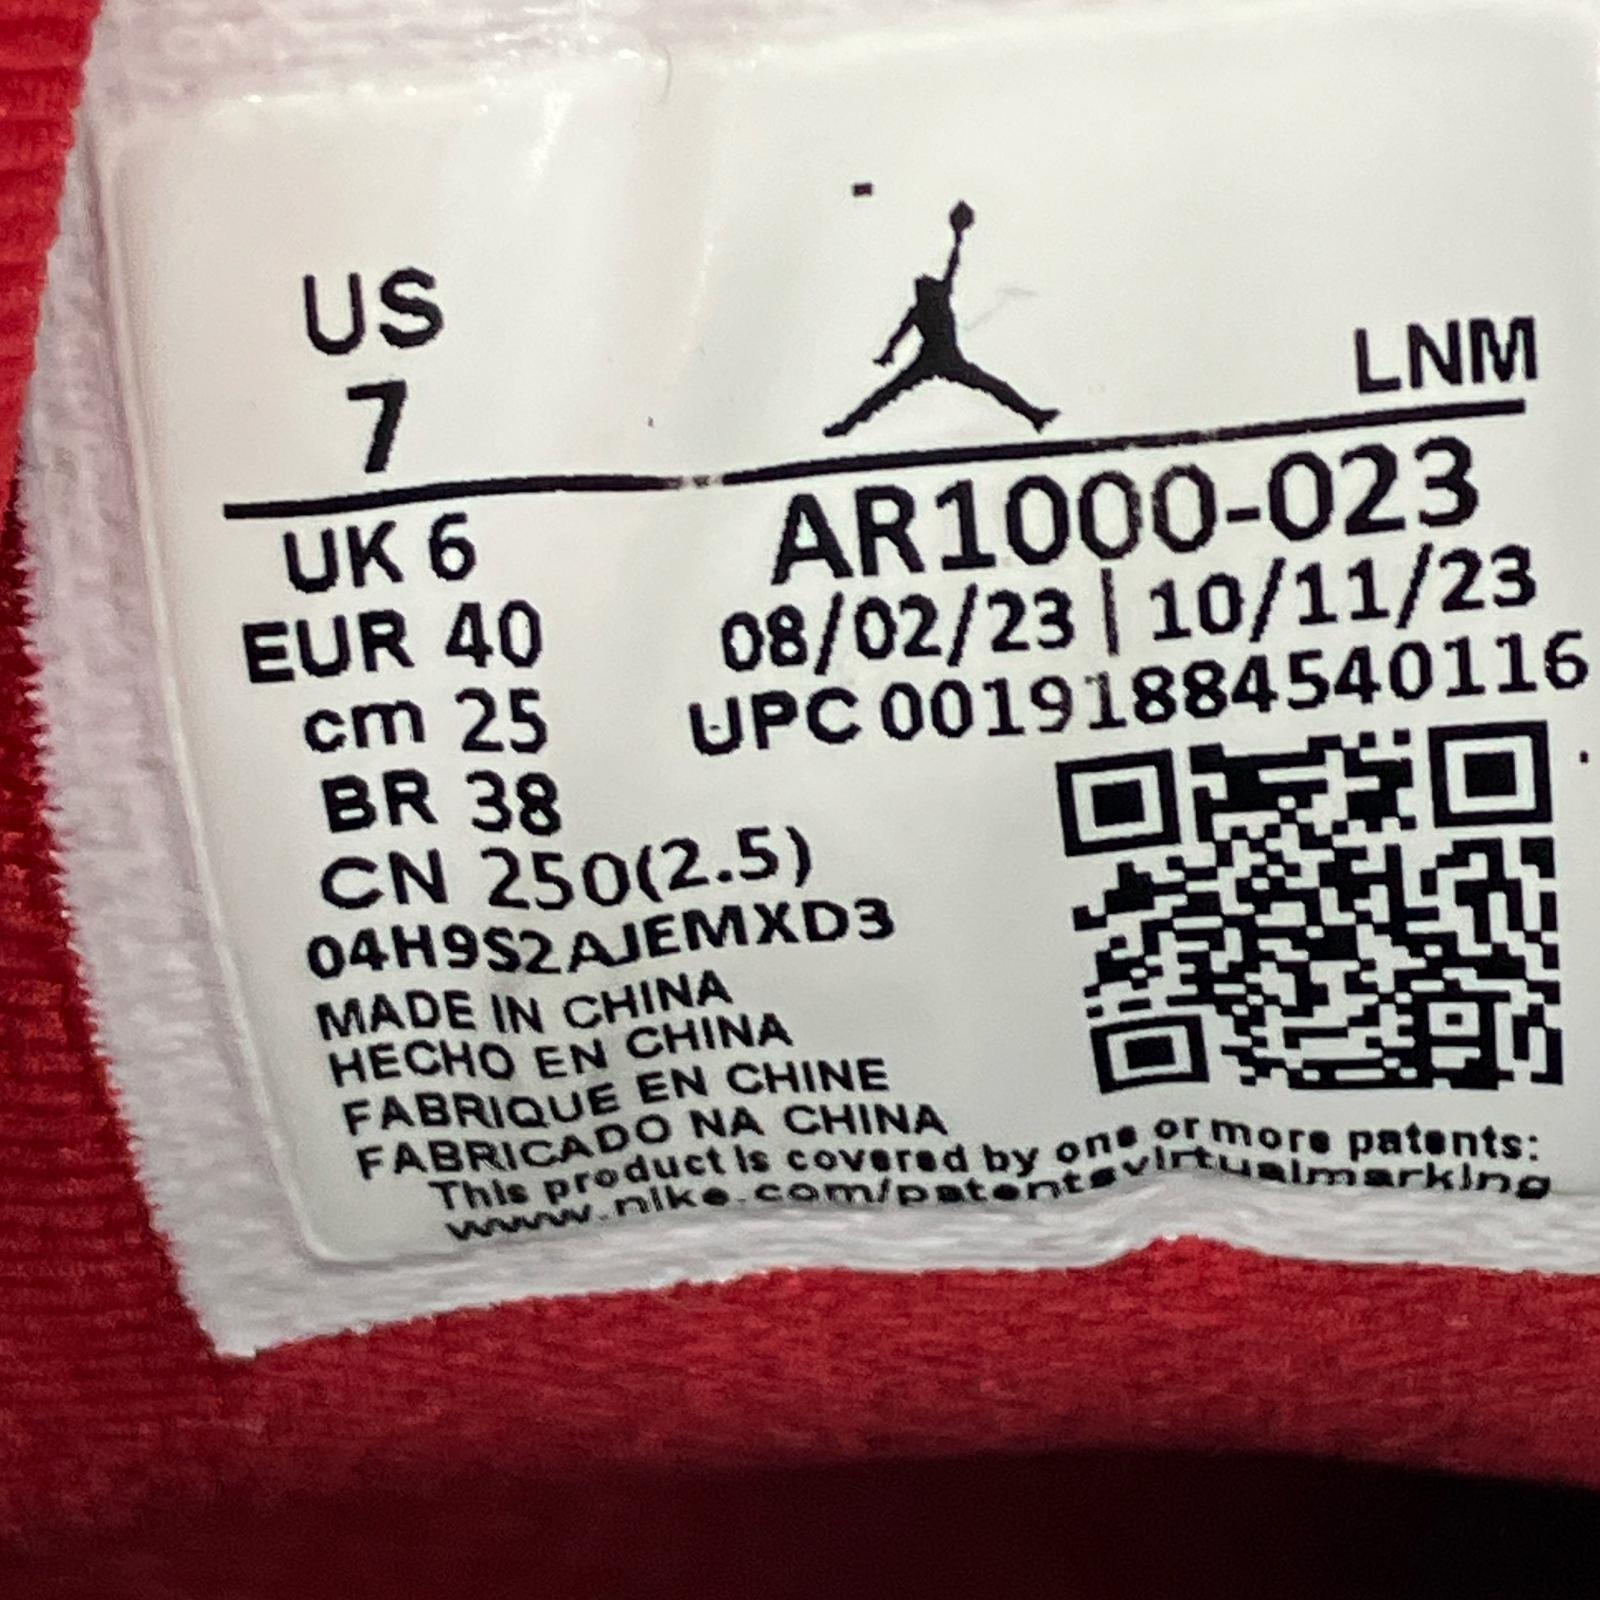 US
7
LNM
UK 6
EUR 40
cm 25
BR 38
CN 250(2.5)
AR1000-023
08/02/23 | 10/11/23
UPC 00191884540116
04H9S2AJEMXD3
MADE IN CHINA
HECHO EN CHINA
FABRIQUE EN CHINE
FABRICADO NA CHINA
This product is covered by one or more patents:
www.nike.com/patentsvirtualmarking